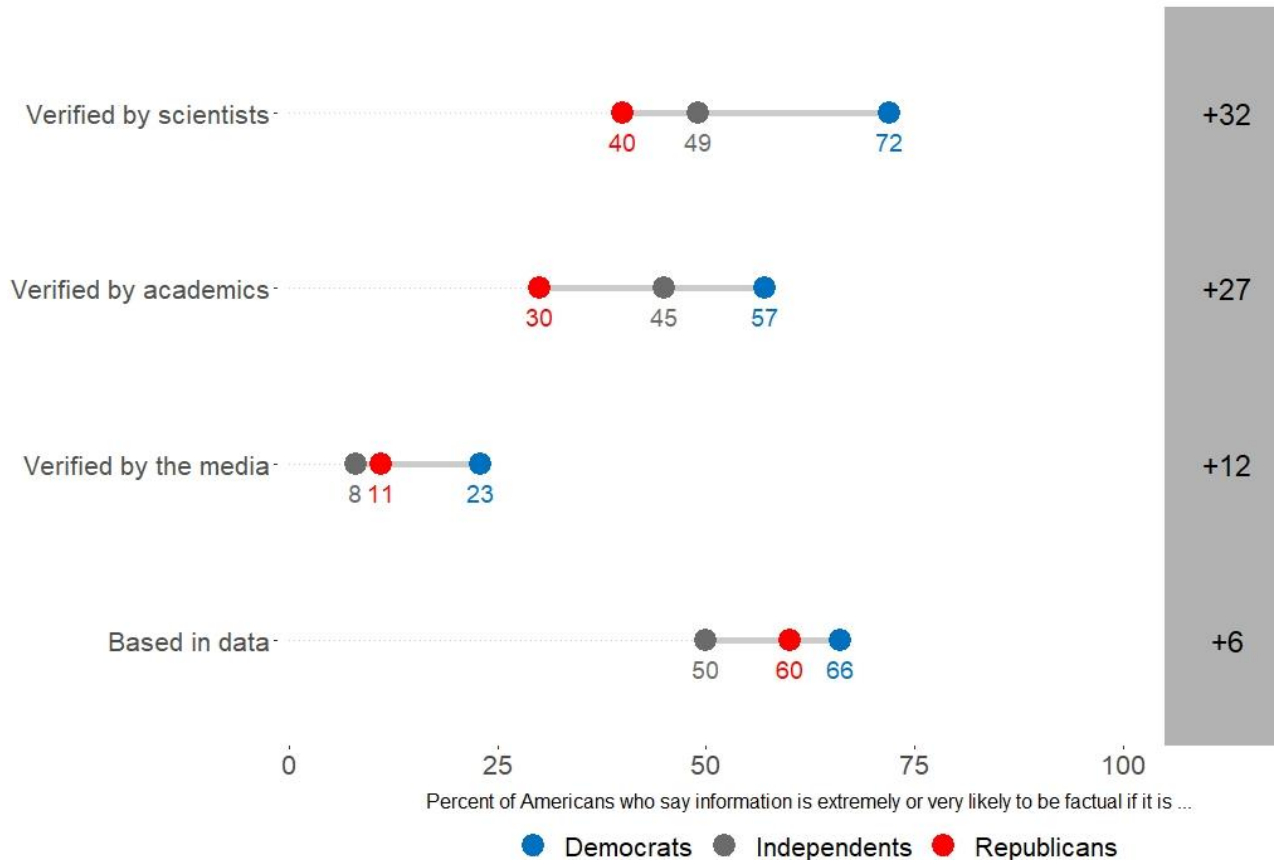 Verified by scientists
40 49 72
+32
Verified by academics
30 45 57
+27
Verified by the media
8 11 23
+12
Based in data
50 60 66
+6
0 25 50 75 100
Percent of Americans who say information is extremely or very likely to be factual if it is ...
Democrats Independents Republicans